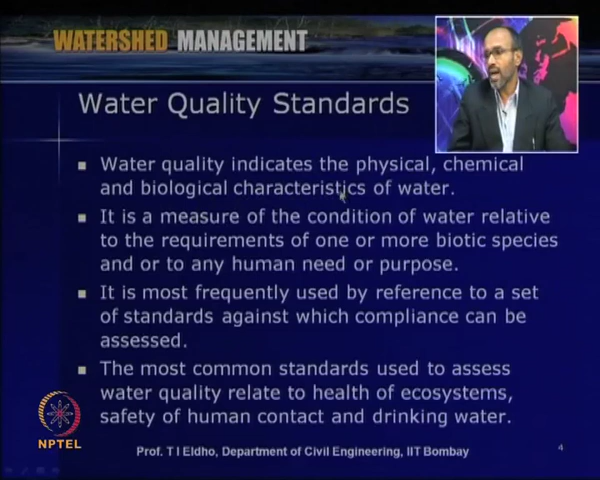 WATERSHED MANAGEMENT
Water Quality Standards
Water quality indicates the physical, chemical
and biological characteristics of water.
It is a measure of the condition of water relative
to the requirements of one or more biotic species
and or to any human need or purpose.
It is most frequently used by reference to a set
of standards against which compliance can be
assessed.
The most common standards used to assess
water quality relate to health of ecosystems,
safety of human contact and drinking water.
NPTEL
Prof. T I Eldho, Department of Civil Engineering, IIT Bombay
4